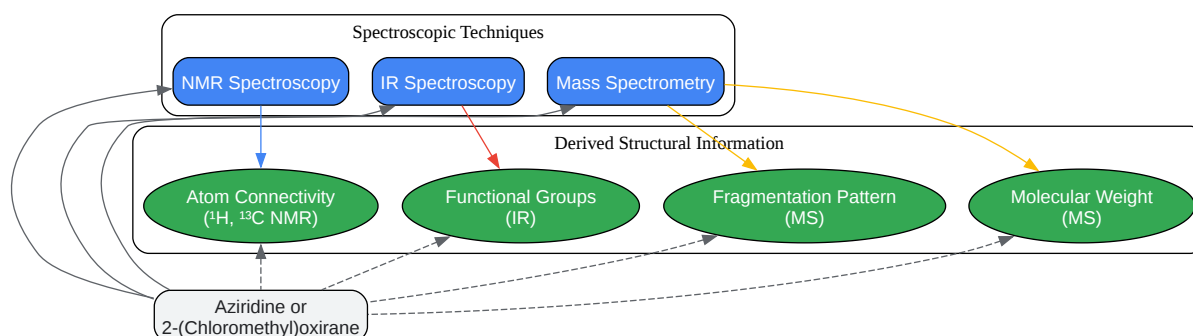 Spectroscopic Techniques
NMR Spectroscopy
IR Spectroscopy
Mass Spectrometry
Derived Structural Information
Atom Connectivity
(¹H, ¹³C NMR)
Functional Groups
(IR)
Fragmentation Pattern
(MS)
Molecular Weight
(MS)
Aziridine or
2-(Chloromethyl)oxirane